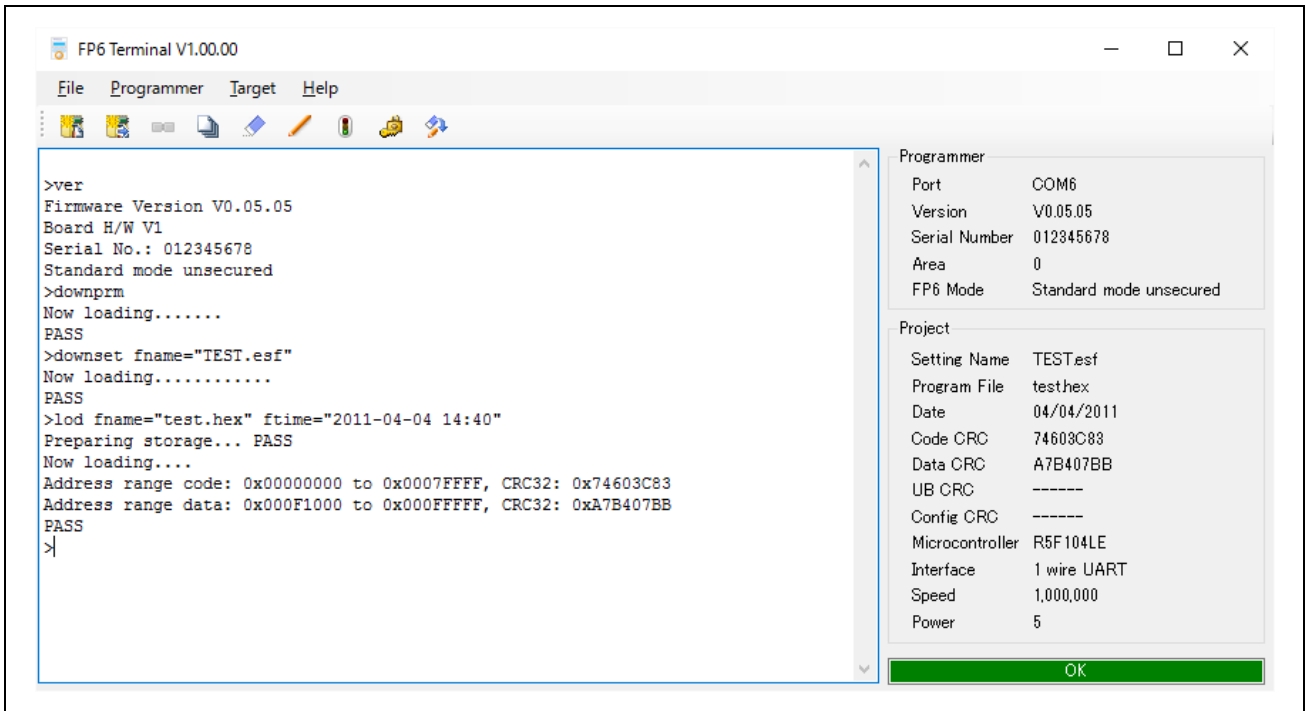 FP6 Terminal V1.00.00
File Programmer Target Help
>ver
Firmware Version V0.05.05
Board H/W V1
Serial No.: 012345678
Standard mode unsecured
>downprm
Now loading.......
PASS
>downset fname="TEST.esf"
Now loading............
PASS
>lod fname="test.hex" ftime="2011-04-04 14:40"
Preparing storage... PASS
Now loading....
Address range code: 0x00000000 to 0x0007FFFF, CRC32: 0x74603C83
Address range data: 0x000F1000 to 0x000FFFFF, CRC32: 0xA7B407BB
PASS
>
Programmer
Port COM6
Version V0.05.05
Serial Number 012345678
Area 0
FP6 Mode Standard mode unsecured
Project
Setting Name TEST.esf
Program File test.hex
Date 04/04/2011
Code CRC 74603C83
Data CRC A7B407BB
UB CRC ------
Config CRC ------
Microcontroller R5F104LE
Interface 1 wire UART
Speed 1,000,000
Power 5
OK